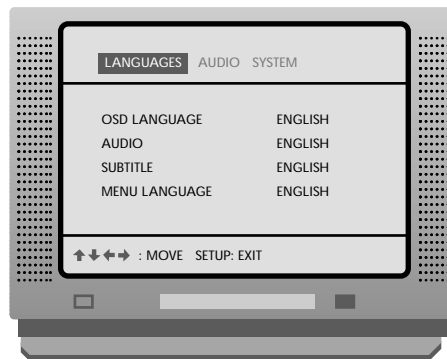 LANGUAGES AUDIO SYSTEM
OSD LANGUAGE ENGLISH
AUDIO ENGLISH
SUBTITLE ENGLISH
MENU LANGUAGE ENGLISH
: MOVE SETUP: EXIT